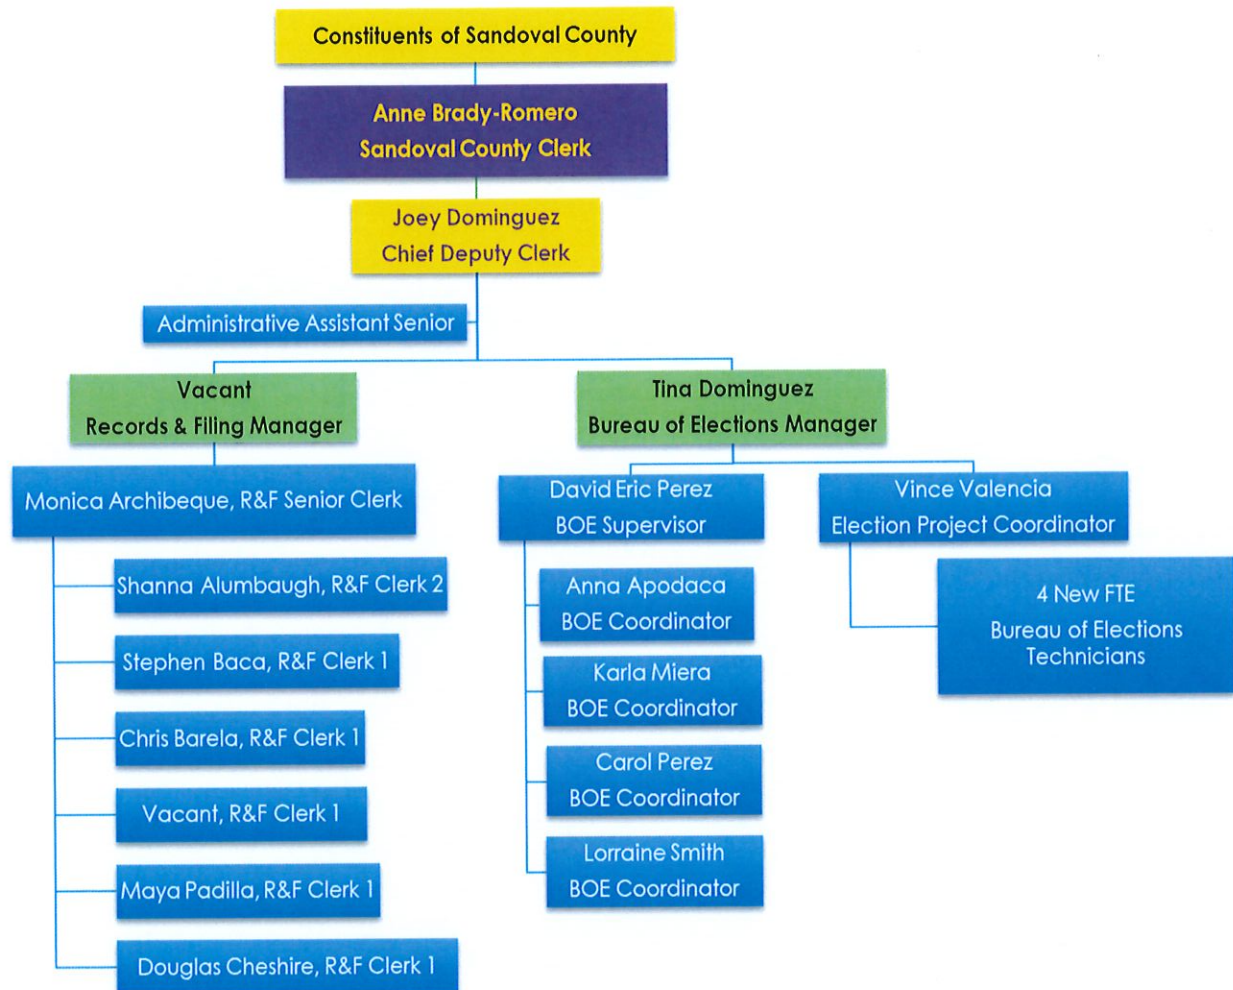 Constituents of Sandoval County
Anne Brady-Romero
Sandoval County Clerk
Joey Dominguez
Chief Deputy Clerk
Administrative Assistant Senior
Vacant
Records & Filing Manager
Tina Dominguez
Bureau of Elections Manager
Monica Archibeque, R&F Senior Clerk
Shanna Alumbaugh, R&F Clerk 2
Stephen Baca, R&F Clerk 1
Chris Barela, R&F Clerk 1
Vacant, R&F Clerk 1
Maya Padilla, R&F Clerk 1
Douglas Cheshire, R&F Clerk 1
David Eric Perez
BOE Supervisor
Anna Apodaca
BOE Coordinator
Karla Miera
BOE Coordinator
Carol Perez
BOE Coordinator
Lorraine Smith
BOE Coordinator
Vince Valencia
Election Project Coordinator
4 New FTE
Bureau of Elections
Technicians